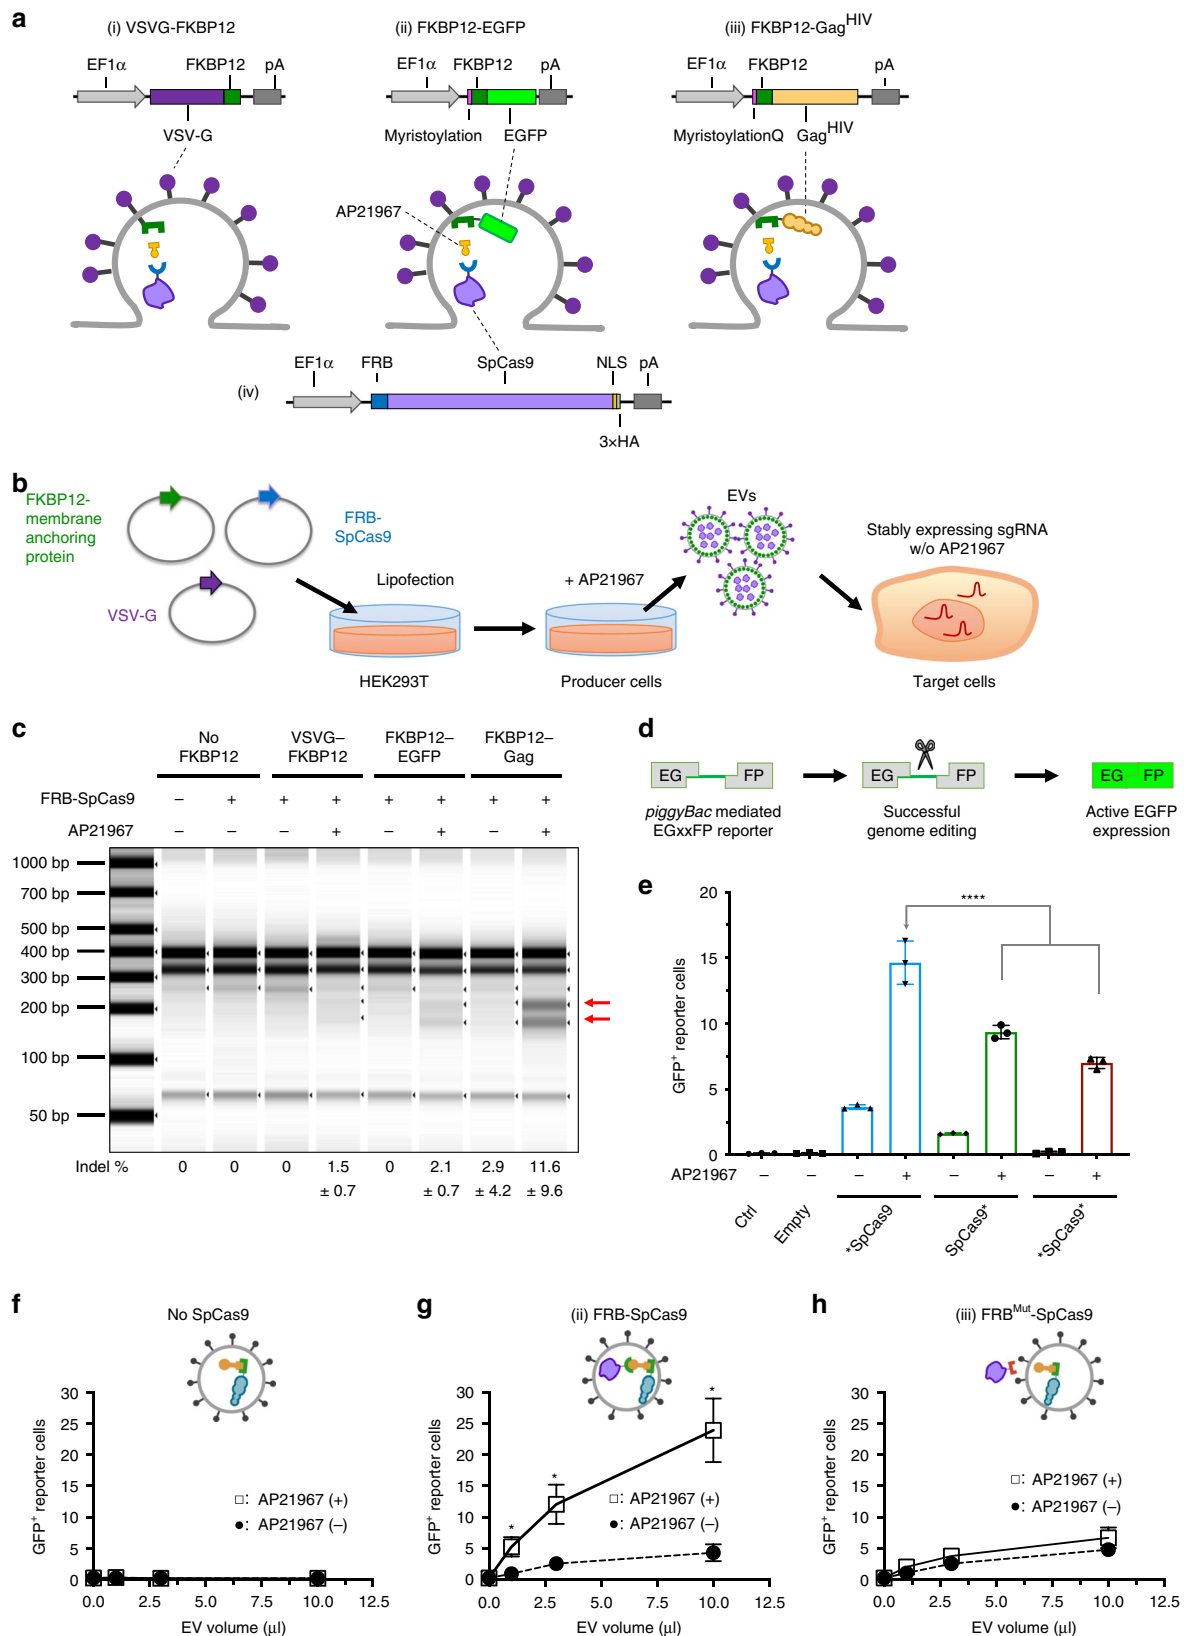 a
(i) VSVG-FKBP12
(ii) FKBP12-EGFP
(iii) FKBP12-Gag^HIV
EF1α FKBP12 pA
EF1α FKBP12 pA
EF1α FKBP12 pA
VSV-G
Myristoylation EGFP
MyristoylationQ Gag^HIV
AP21967
EF1α FRB SpCas9 NLS pA
(iv)
3×HA
b
FKBP12-
membrane
anchoring
protein
FRB-
SpCas9
VSV-G
Lipofection
HEK293T
+ AP21967
Producer cells
EVs
Stably expressing sgRNA
w/o AP21967
Target cells
c
No
FKBP12
VSVG–
FKBP12
FKBP12–
EGFP
FKBP12–
Gag
FRB-SpCas9 – + + + + + + +
AP21967 – – – + – + – +
1000 bp
700 bp
500 bp
400 bp
300 bp
200 bp
100 bp
50 bp
Indel % 0 0 0 1.5 0 2.1 2.9 11.6
± 0.7 ± 0.7 ± 4.2 ± 9.6
d
EG FP
EG FP
EG FP
piggyBac mediated
EGxxFP reporter
Successful
genome editing
Active EGFP
expression
e
GFP+ reporter cells
20
15
10
5
0
****
AP21967 – – – + – + – +
Ctrl
Empty
*SpCas9
SpCas9*
*SpCas9*
f
No SpCas9
GFP+ reporter cells
30
25
20
15
10
5
0
□: AP21967 (+)
●: AP21967 (–)
0.0 2.5 5.0 7.5 10.0 12.5
EV volume (μl)
g
(ii) FRB-SpCas9
GFP+ reporter cells
30
25
20
15
10
5
0
*
*
*
□: AP21967 (+)
●: AP21967 (–)
0.0 2.5 5.0 7.5 10.0 12.5
EV volume (μl)
h
(iii) FRB^Mut-SpCas9
GFP+ reporter cells
30
25
20
15
10
5
0
□: AP21967 (+)
●: AP21967 (–)
0.0 2.5 5.0 7.5 10.0 12.5
EV volume (μl)